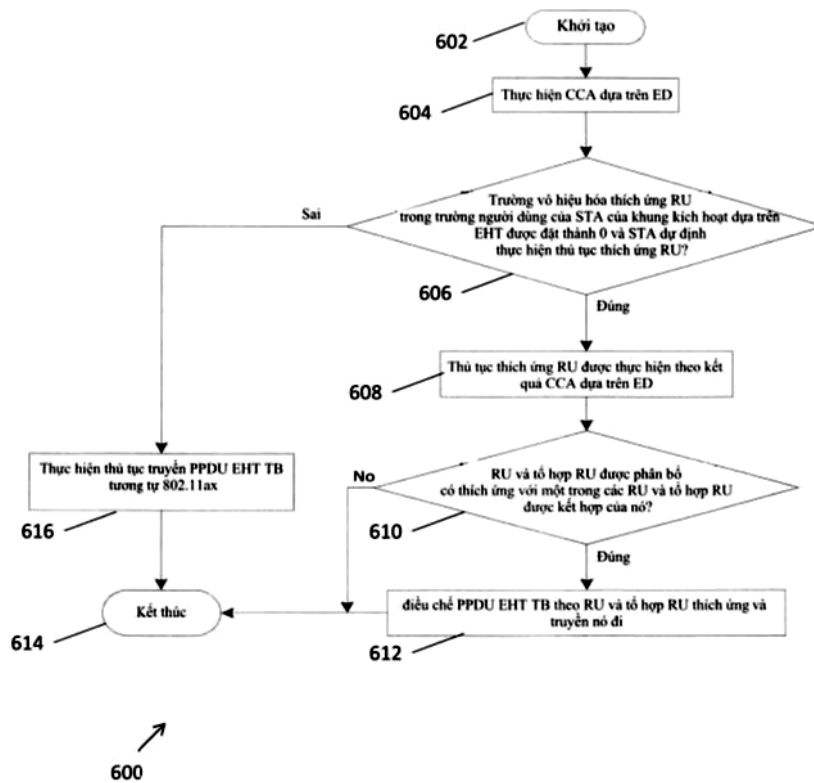 Khởi tạo
602
Thực hiện CCA dựa trên ED
604
Trường vô hiệu hóa thích ứng RU
trong trường người dùng của STA của khung kích hoạt dựa trên
EHT được đặt thành 0 và STA dự định
thực hiện thủ tục thích ứng RU?
Sai
606
Đúng
Thủ tục thích ứng RU được thực hiện theo kết
quả CCA dựa trên ED
608
Thực hiện thủ tục truyền PPDU EHT TB
tương tự 802.11ax
616
No
RU và tổ hợp RU được phân bổ
có thích ứng với một trong các RU và tổ hợp RU
được kết hợp của nó?
610
Đúng
Kết thúc
614
điều chế PPDU EHT TB theo RU và tổ hợp RU thích ứng và
truyền nó đi
612
600